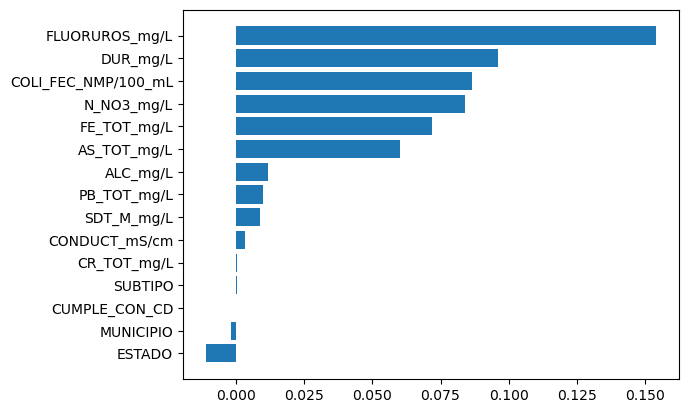 FLUORUROS_mg/L
DUR_mg/L
COLI_FEC_NMP/100_mL
N_NO3_mg/L
FE_TOT_mg/L
AS_TOT_mg/L
ALC_mg/L
PB_TOT_mg/L
SDT_M_mg/L
CONDUCT_mS/cm
CR_TOT_mg/L
SUBTIPO
CUMPLE_CON_CD
MUNICIPIO
ESTADO
0.000 0.025 0.050 0.075 0.100 0.125 0.150